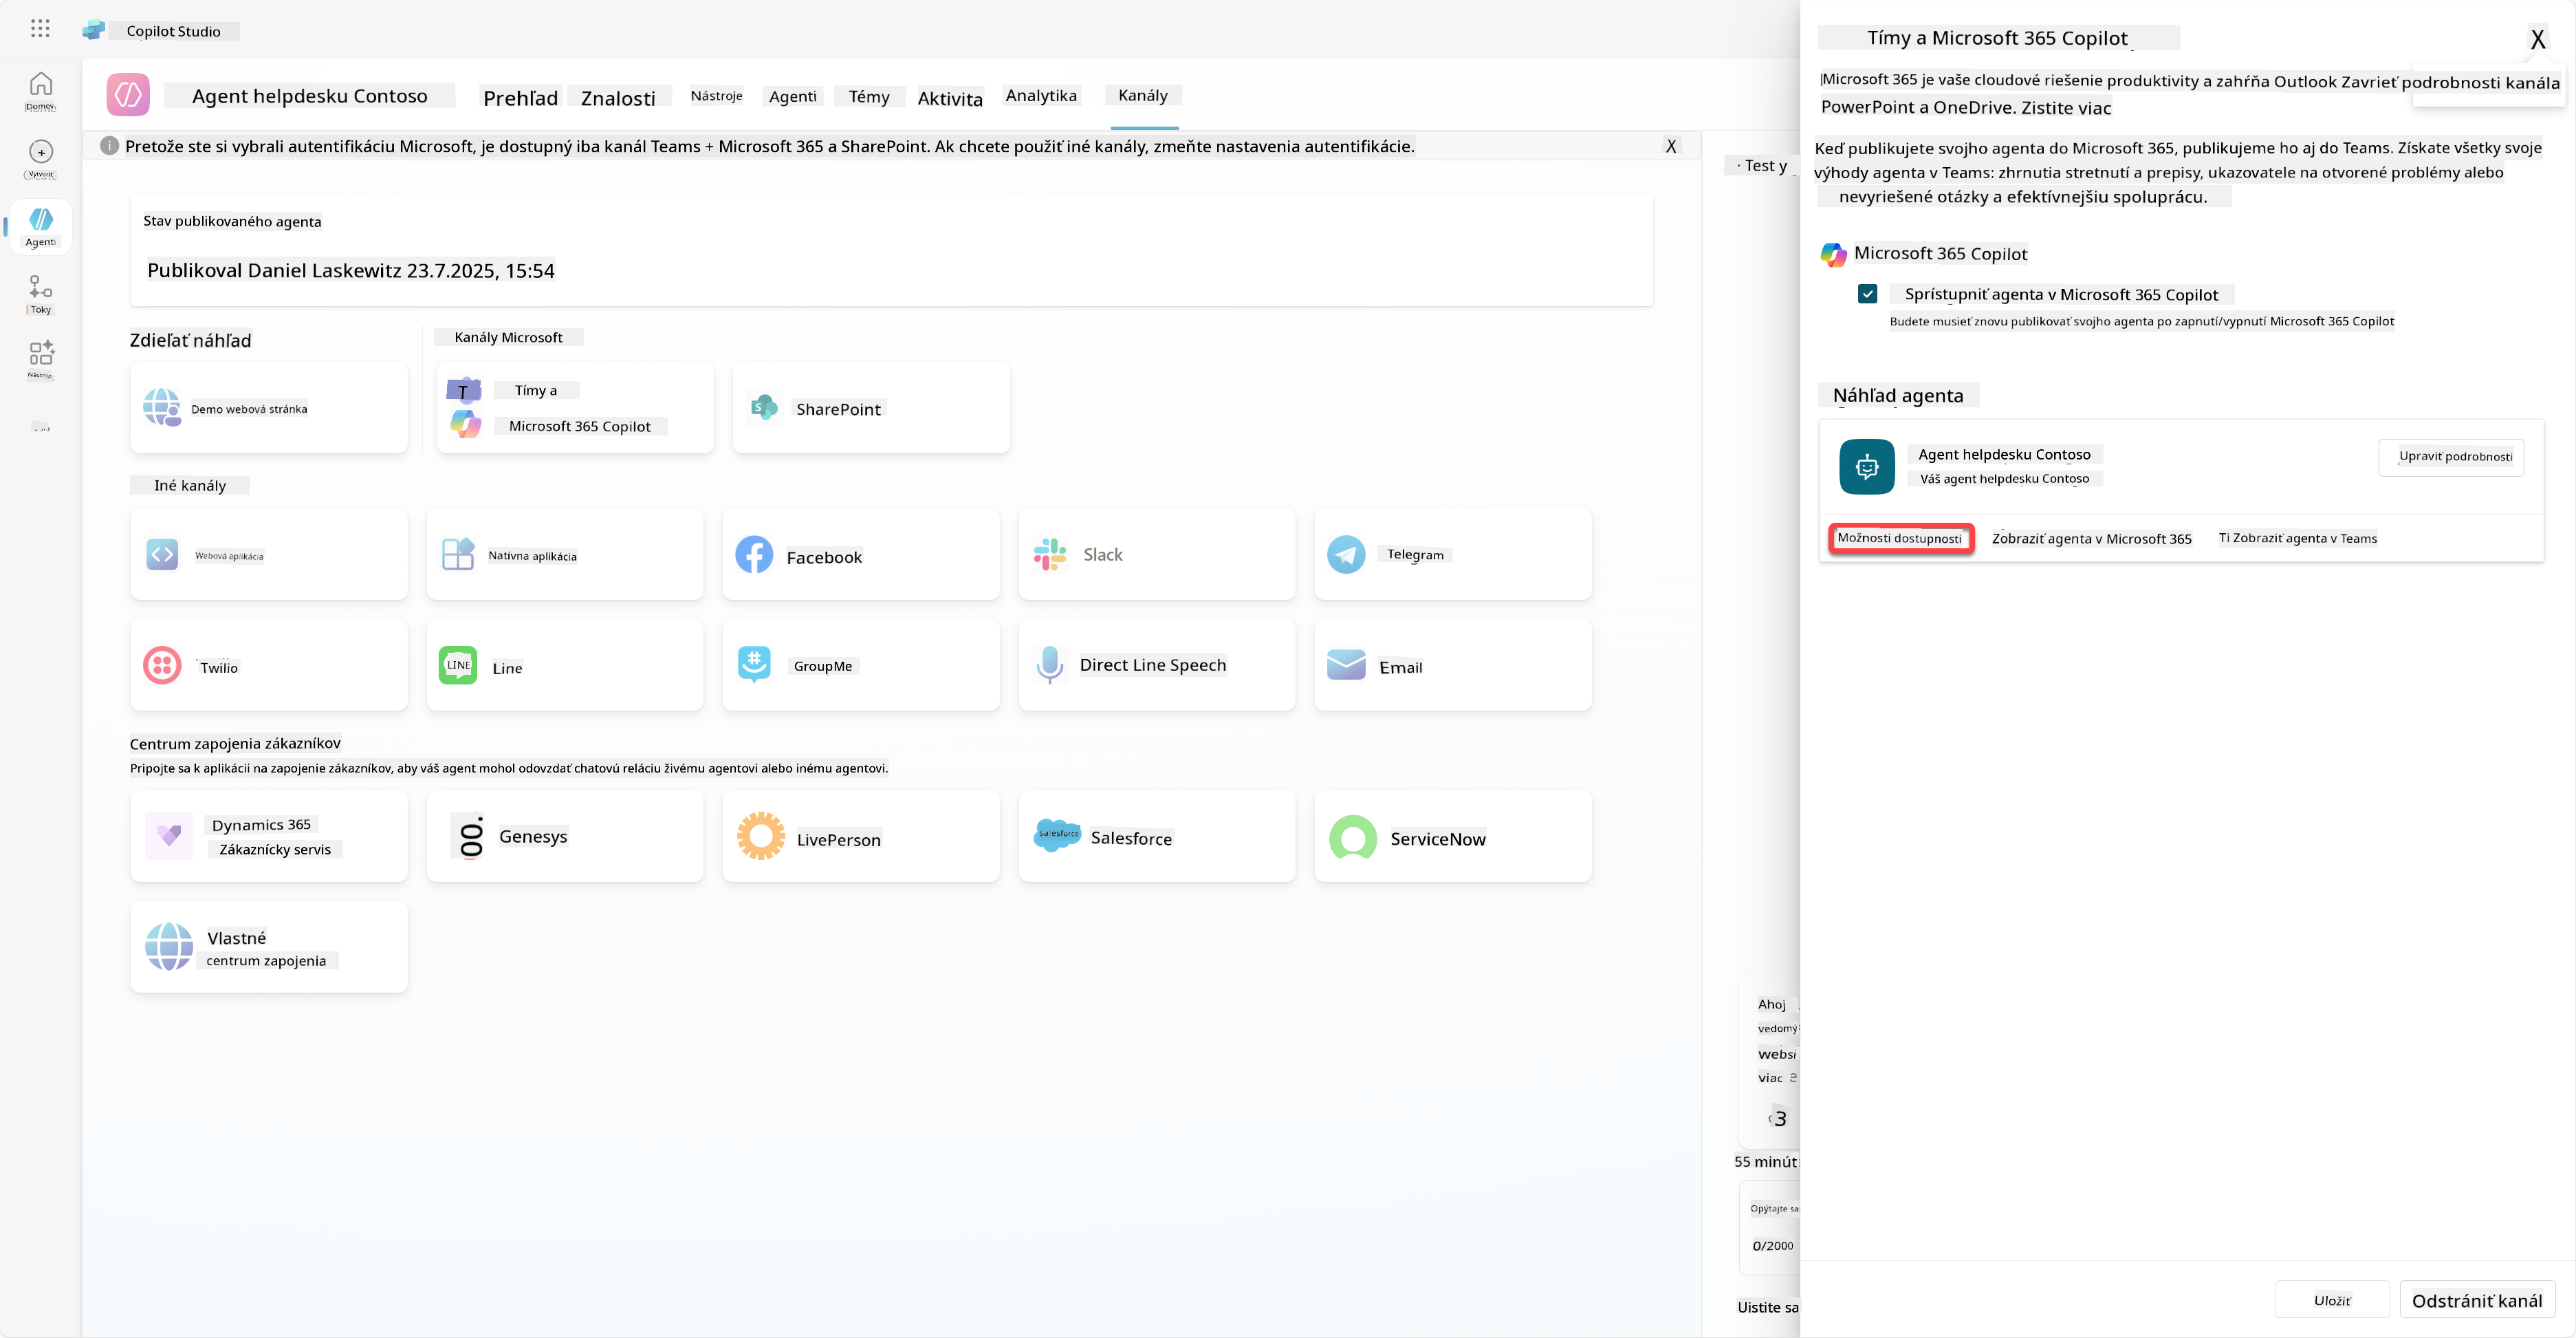 Copilot Studio
Domov
Vytvoriť
Agenti
Toky
Nástroje
Agent helpdesku Contoso
Prehľad
Znalosti
Nástroje
Agenti
Témy
Aktivita
Analytika
Kanály
Pretože ste si vybrali autentifikáciu Microsoft, je dostupný iba kanál Teams + Microsoft 365 a SharePoint. Ak chcete použiť iné kanály, zmeňte nastavenia autentifikácie.
X
Stav publikovaného agenta
Publikoval Daniel Laskewitz 23.7.2025, 15:54
Zdieľať náhľad
Kanály Microsoft
Demo webová stránka
T
Tímy a
Microsoft 365 Copilot
SharePoint
Iné kanály
Webová aplikácia
Natívna aplikácia
Facebook
Slack
Telegram
Twilio
LINE
Line
GroupMe
Direct Line Speech
Email
Centrum zapojenia zákazníkov
Pripojte sa k aplikácii na zapojenie zákazníkov, aby váš agent mohol odovzdať chatovú reláciu živému agentovi alebo inému agentovi.
Dynamics 365
Zákaznícky servis
Genesys
LivePerson
salesforce
Salesforce
ServiceNow
Vlastné
centrum zapojenia
· Test y
Ahoj
viac
3
55 minút
Opýtajte sa
0/2000
Uistite sa
Tímy a Microsoft 365 Copilot
X
Microsoft 365 je vaše cloudové riešenie produktivity a zahŕňa Outlook Zavrieť podrobnosti kanála
PowerPoint a OneDrive. Zistite viac
Keď publikujete svojho agenta do Microsoft 365, publikujeme ho aj do Teams. Získate všetky svoje
výhody agenta v Teams: zhrnutia stretnutí a prepisy, ukazovatele na otvorené problémy alebo
nevyriešené otázky a efektívnejšiu spoluprácu.
Microsoft 365 Copilot
Sprístupniť agenta v Microsoft 365 Copilot
Budete musieť znovu publikovať svojho agenta po zapnutí/vypnutí Microsoft 365 Copilot
Náhľad agenta
Agent helpdesku Contoso
Váš agent helpdesku Contoso
Upraviť podrobnosti
Možnosti dostupnosti
Zobraziť agenta v Microsoft 365
Ti Zobraziť agenta v Teams
Uložiť
Odstrániť kanál